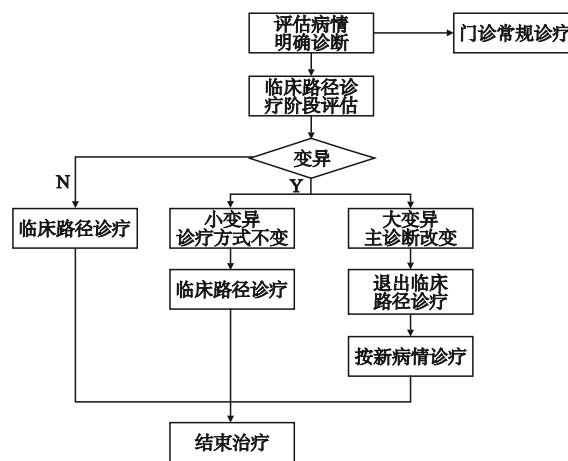 评估病情
明确诊断
门诊常规诊疗
临床路径诊
疗阶段评估
变异
N
Y
临床路径诊疗
小变异
诊疗方式不变
大变异
主诊断改变
临床路径诊疗
退出临床
路径诊疗
按新病情诊疗
结束治疗